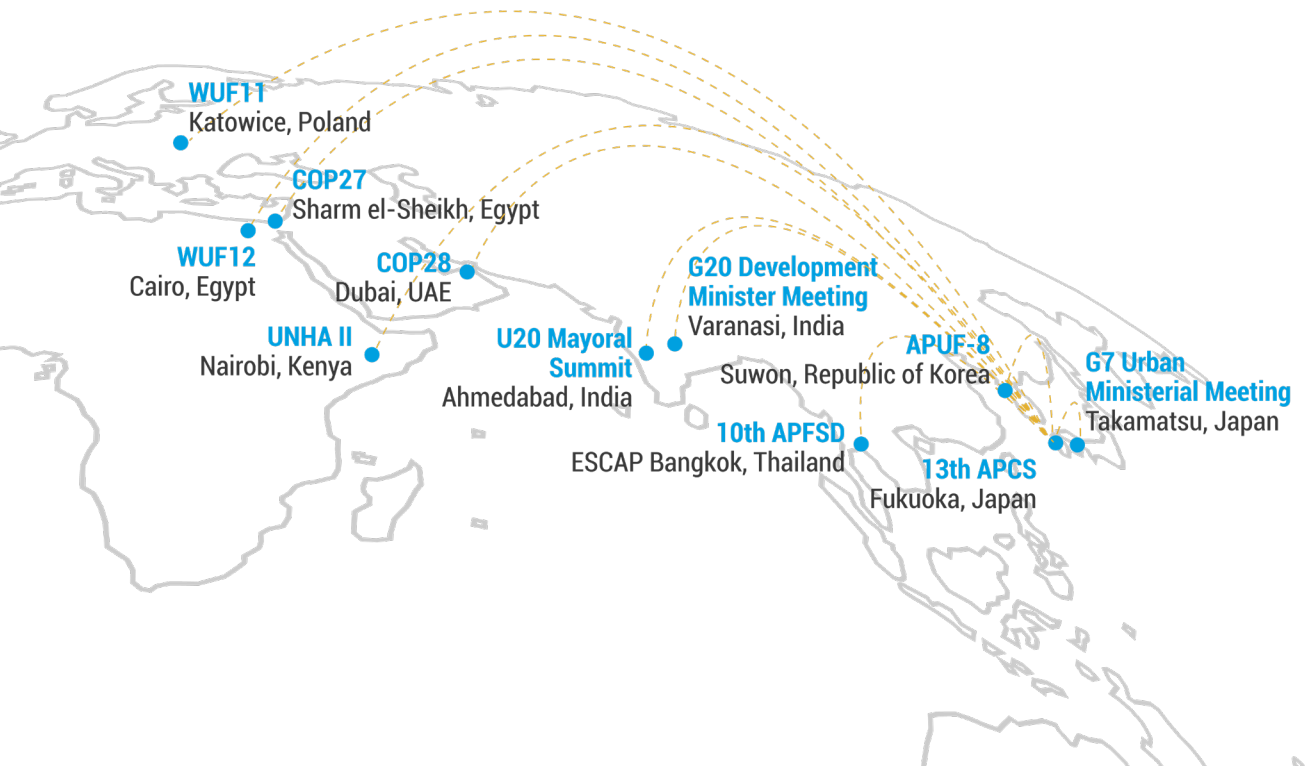 WUF11
Katowice, Poland
COP27
Sharm el-Sheikh, Egypt
WUF12
Cairo, Egypt
COP28
Dubai, UAE
UNHA II
Nairobi, Kenya
G20 Development
Minister Meeting
Varanasi, India
U20 Mayoral
Summit
Ahmedabad, India
APUF-8
Suwon, Republic of Korea
G7 Urban
Ministerial Meeting
Takamatsu, Japan
10th APFSD
ESCAP Bangkok, Thailand
13th APCS
Fukuoka, Japan